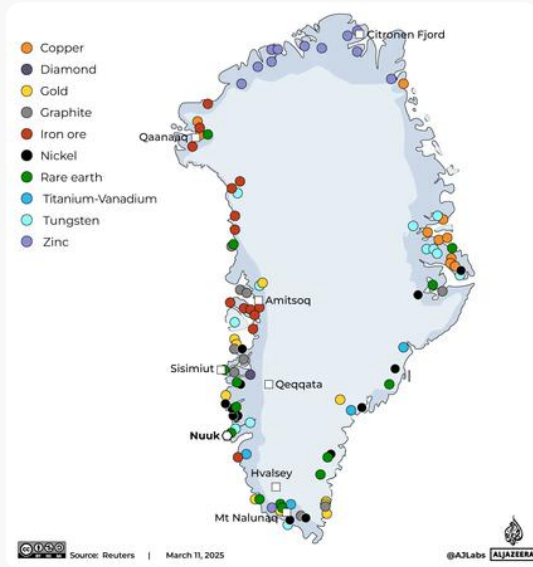 Citronen Fjord
Copper
Diamond
Gold
Graphite
Iron ore
Nickel
Rare earth
Titanium-Vanadium
Tungsten
Zinc
Qaanaaq
Amitsoq
Sisimiut
Qeqqata
Nuuk
Hvalsey
Mt Nalunaq
Source: Reuters | March 11, 2025
@AJLabs ALJAZEERA